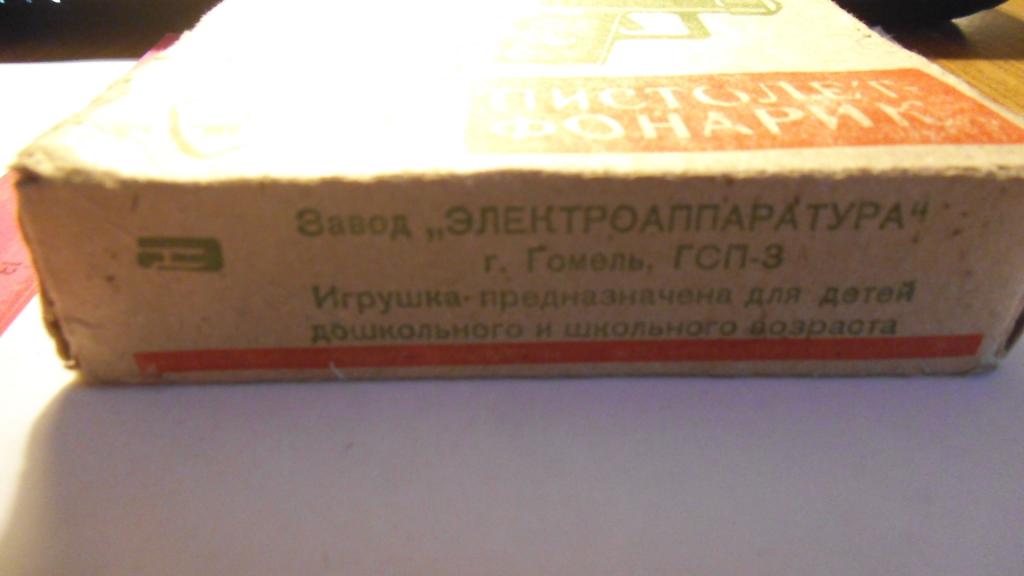 ПИСТОЛЕТ-
ФОНАРИК
Завод „ЭЛЕКТРОАППАРАТУРА"
г. Гомель, ГСП-3
Игрушка предназначена для детей
дошкольного и школьного возраста